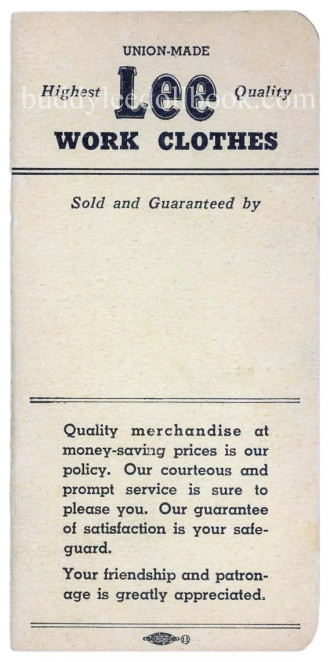 UNION-MADE
Highest Lee Quality
buddyleedollbook.com
WORK CLOTHES
Sold and Guaranteed by
Quality merchandise at
money-saving prices is our
policy. Our courteous and
prompt service is sure to
please you. Our guarantee
of satisfaction is your safe-
guard.
Your friendship and patron-
age is greatly appreciated.